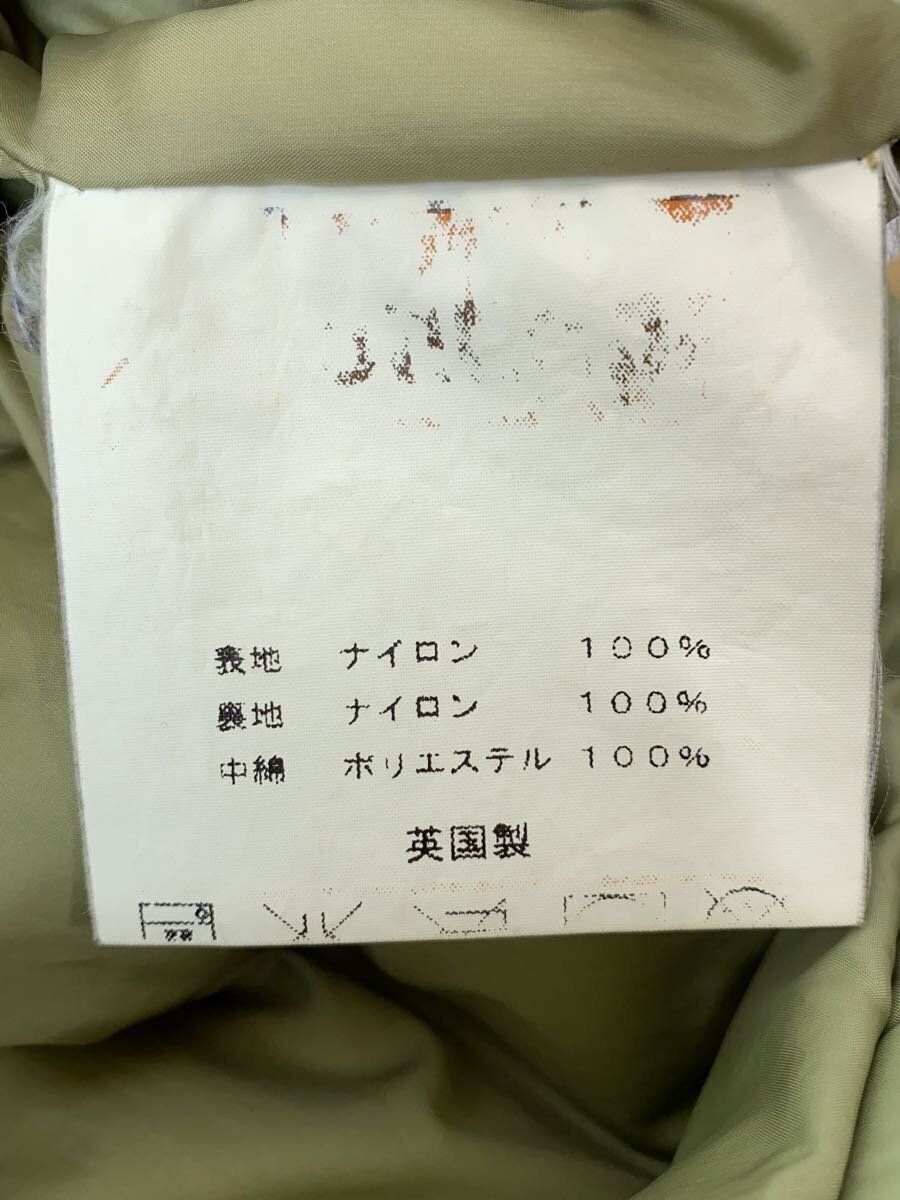 表地 ナイロン 100%
裏地 ナイロン 100%
中綿 ポリエステル 100%
英国製